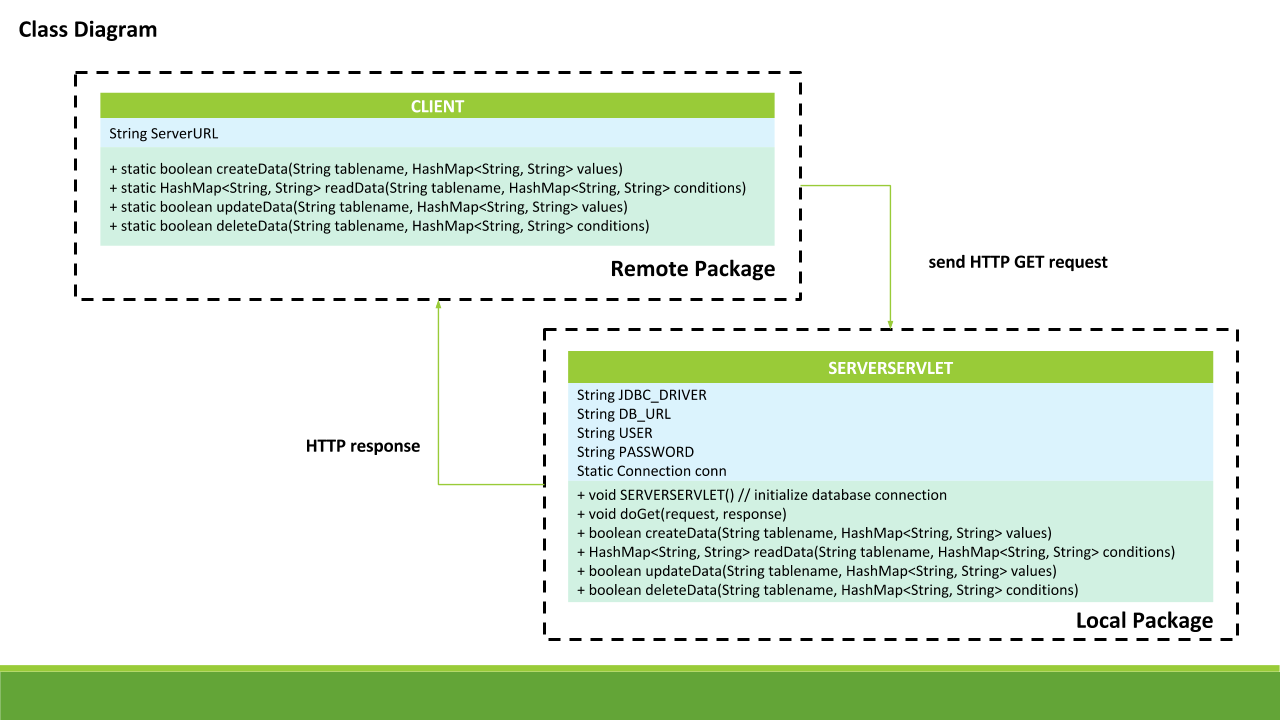 Class Diagram
CLIENT
String ServerURL
+ static boolean createData(String tablename, HashMap<String, String> values)
+ static HashMap<String, String> readData(String tablename, HashMap<String, String> conditions)
+ static boolean updateData(String tablename, HashMap<String, String> values)
+ static boolean deleteData(String tablename, HashMap<String, String> conditions)
Remote Package
send HTTP GET request
HTTP response
SERVERSERVLET
String JDBC_DRIVER
String DB_URL
String USER
String PASSWORD
Static Connection conn
+ void SERVERSERVLET() // initialize database connection
+ void doGet(request, response)
+ boolean createData(String tablename, HashMap<String, String> values)
+ HashMap<String, String> readData(String tablename, HashMap<String, String> conditions)
+ boolean updateData(String tablename, HashMap<String, String> values)
+ boolean deleteData(String tablename, HashMap<String, String> conditions)
Local Package